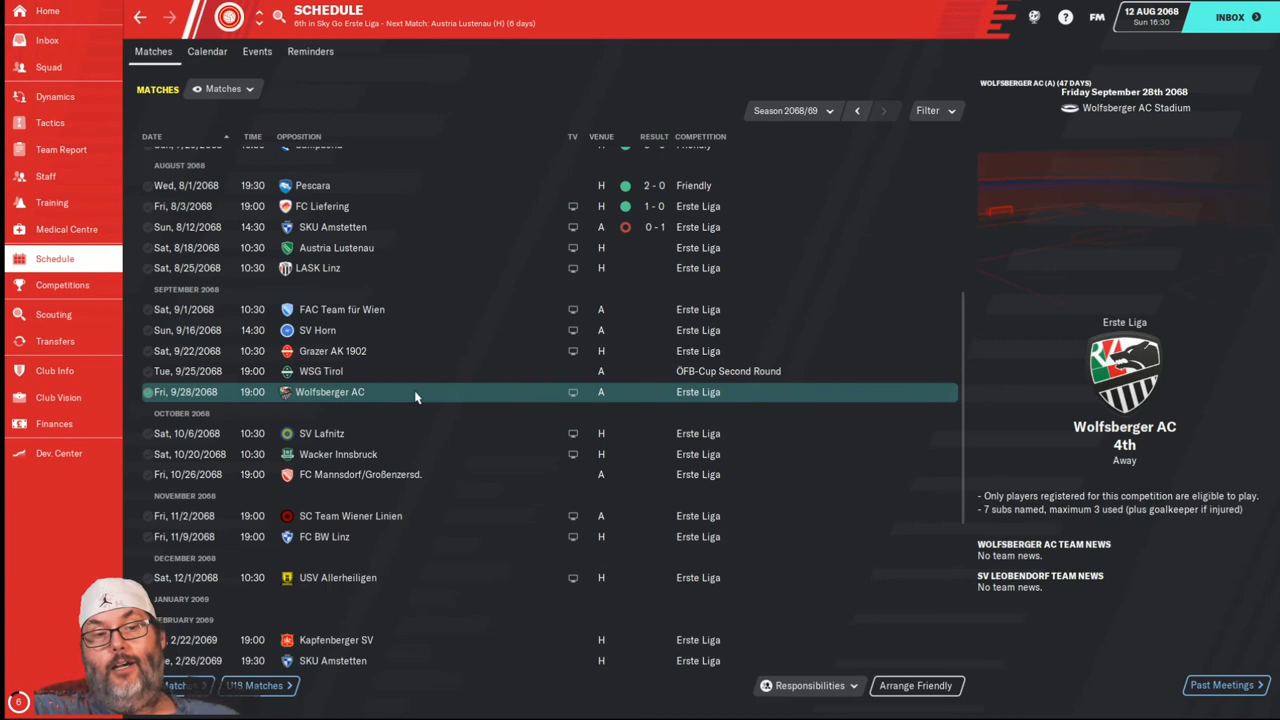 Home
Inbox
Squad
Dynamics
Tactics
Team Report
Staff
Training
Medical Centre
Schedule
Competitions
Scouting
Transfers
Club Info
Club Vision
Finances
Dev. Center
6
SCHEDULE
6th in Sky Go Erste Liga - Next Match: Austria Lustenau (H) (6 days)
FM
12 AUG 2068
Sun 16:30
INBOX
Matches Calendar Events Reminders
MATCHES Matches
Season 2068/69 Filter
DATE TIME OPPOSITION TV VENUE RESULT COMPETITION
AUGUST 2068
Wed, 8/1/2068 19:30 Pescara H 2 - 0 Friendly
Fri, 8/3/2068 19:00 FC Liefering H 1 - 0 Erste Liga
Sun, 8/12/2068 14:30 SKU Amstetten A 0 - 1 Erste Liga
Sat, 8/18/2068 10:30 Austria Lustenau H Erste Liga
Sat, 8/25/2068 10:30 LASK Linz H Erste Liga
SEPTEMBER 2068
Sat, 9/1/2068 10:30 FAC Team für Wien A Erste Liga
Sun, 9/16/2068 14:30 SV Horn A Erste Liga
Sat, 9/22/2068 10:30 Grazer AK 1902 H Erste Liga
Tue, 9/25/2068 19:00 WSG Tirol A ÖFB-Cup Second Round
Fri, 9/28/2068 19:00 Wolfsberger AC A Erste Liga
OCTOBER 2068
Sat, 10/6/2068 10:30 SV Lafnitz H Erste Liga
Sat, 10/20/2068 10:30 Wacker Innsbruck H Erste Liga
Fri, 10/26/2068 19:00 FC Mannsdorf/Großenzersd. A Erste Liga
NOVEMBER 2068
Fri, 11/2/2068 19:00 SC Team Wiener Linien A Erste Liga
Fri, 11/9/2068 19:00 FC BW Linz H Erste Liga
DECEMBER 2068
Sat, 12/1/2068 10:30 USV Allerheiligen H Erste Liga
JANUARY 2069
2069
2/22/2069 19:00 Kapfenberger SV H Erste Liga
2/26/2069 19:30 SKU Amstetten H Erste Liga
U18 Matches
Responsibilities
Arrange Friendly
Past Meetings
WOLFSBERGER AC (A) (47 DAYS)
Friday September 28th 2068
Wolfsberger AC Stadium
Erste Liga
Wolfsberger AC
4th
Away
- Only players registered for this competition are eligible to play.
- 7 subs named, maximum 3 used (plus goalkeeper if injured)
WOLFSBERGER AC TEAM NEWS
No team news.
SV LEOBENDORF TEAM NEWS
No team news.